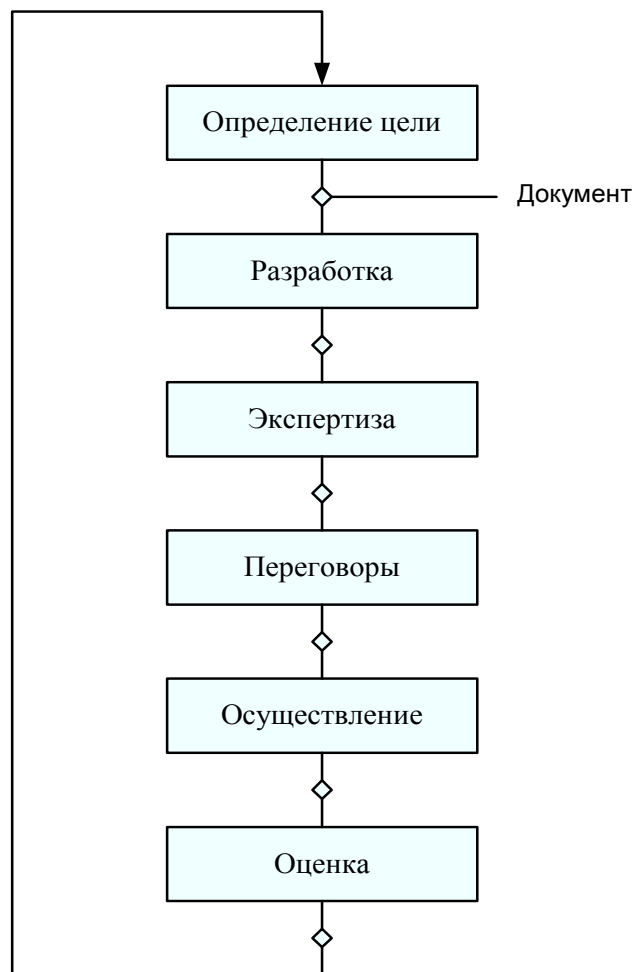 Определение цели
Документ
Разработка
Экспертиза
Переговоры
Осуществление
Оценка